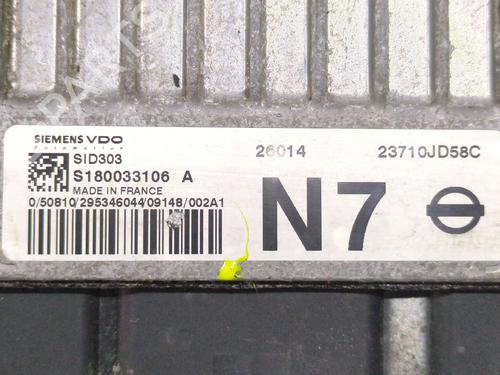 SIEMENS VDO
Automotive
SID303
S180033106 A
MADE IN FRANCE
0/50810/295346044/09148/002A1
26014
23710JD58C
N7